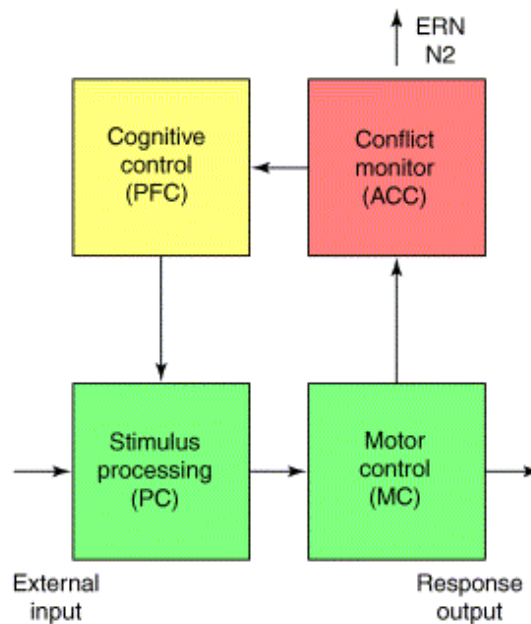 ERN
N2
Cognitive
control
(PFC)
Conflict
monitor
(ACC)
Stimulus
processing
(PC)
Motor
control
(MC)
External
input
Response
output